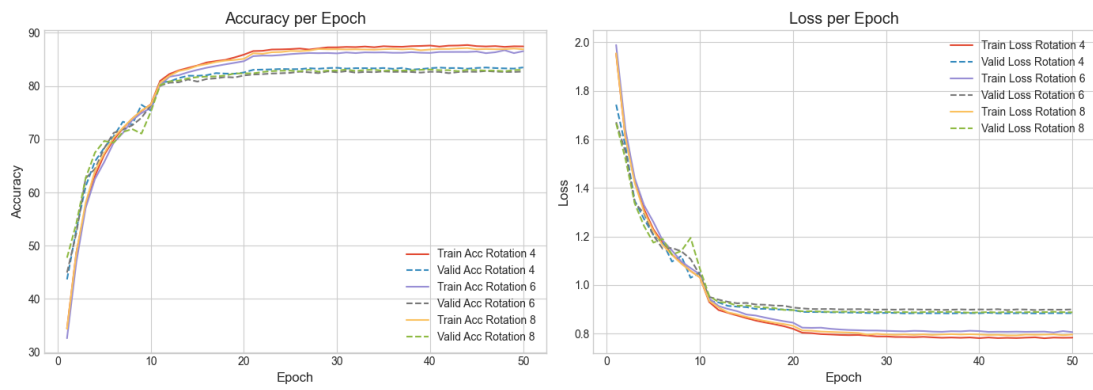 Accuracy per Epoch
90
80
70
60
50
40
30
Accuracy
0 10 20 30 40 50
Epoch
Train Acc Rotation 4
Valid Acc Rotation 4
Train Acc Rotation 6
Valid Acc Rotation 6
Train Acc Rotation 8
Valid Acc Rotation 8
Loss per Epoch
2.0
1.8
1.6
1.4
1.2
1.0
0.8
Loss
0 10 20 30 40 50
Epoch
Train Loss Rotation 4
Valid Loss Rotation 4
Train Loss Rotation 6
Valid Loss Rotation 6
Train Loss Rotation 8
Valid Loss Rotation 8